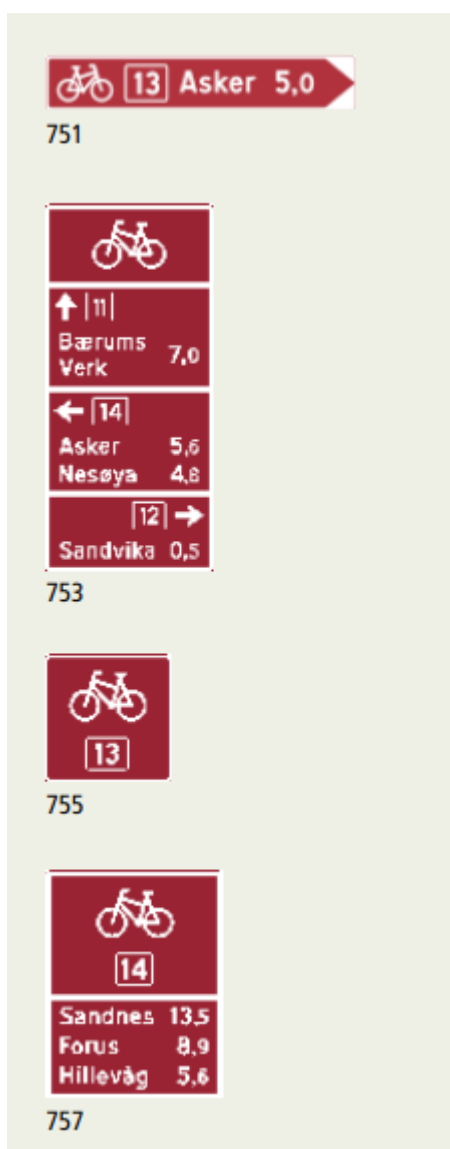 13 Asker 5,0
751
11
Bærums
Verk 7,0
14
Asker 5,6
Nesøya 4,8
12
Sandvika 0,5
753
13
755
14
Sandnes 13,5
Forus 8,9
Hillevåg 5,6
757